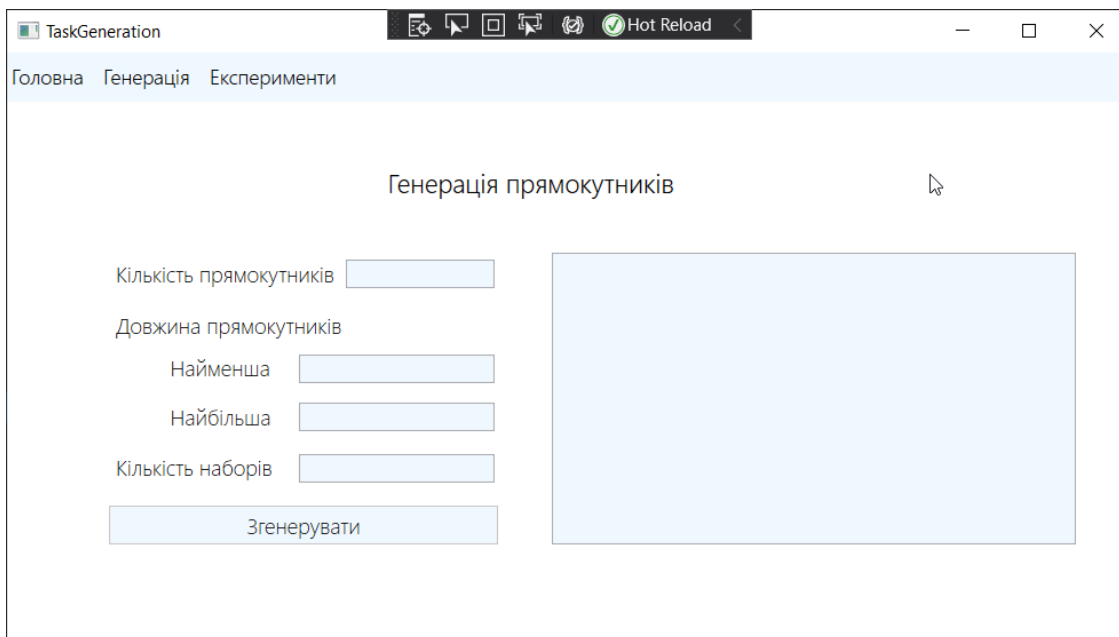 TaskGeneration
Hot Reload
Головна Генерація Експерименти
Генерація прямокутників
Кількість прямокутників
Довжина прямокутників
Найменша
Найбільша
Кількість наборів
Згенерувати